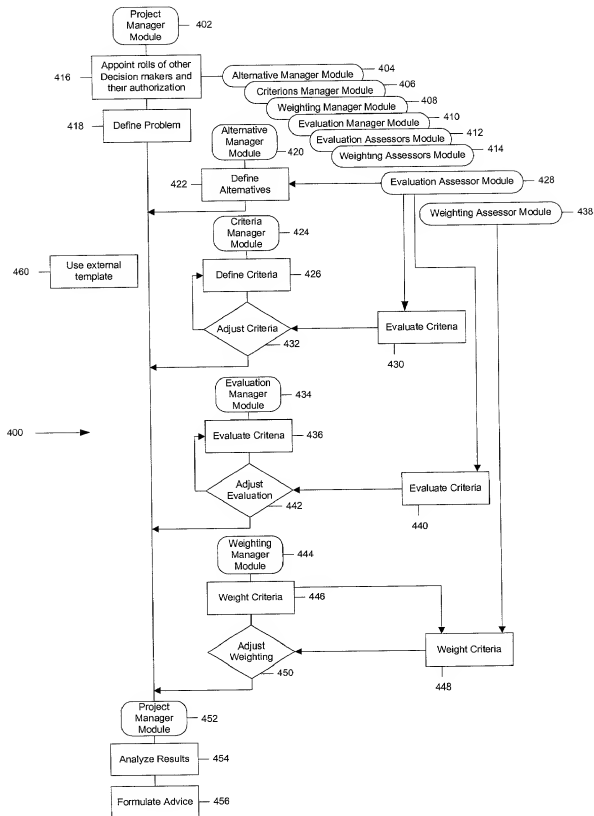 Project
Manager
Module
402
416
Appoint rolls of other
Decision makers and
their authorization
Alternative Manager Module
404
Criterions Manager Module
406
Weighting Manager Module
408
Evaluation Manager Module
410
Evaluation Assessors Module
412
Weighting Assessors Module
414
418
Define Problem
Alternative
Manager
Module
420
422
Define
Alternatives
Evaluation Assessor Module
428
Weighting Assessor Module
438
Criteria
Manager
Module
424
460
Use external
template
Define Criteria
426
Adjust Criteria
432
Evaluate Criteria
430
Evaluation
Manager
Module
434
400
Evaluate Criteria
436
Adjust
Evaluation
442
Evaluate Criteria
440
Weighting
Manager
Module
444
Weight Criteria
446
Adjust
Weighting
450
Weight Criteria
448
Project
Manager
Module
452
Analyze Results
454
Formulate Advice
456